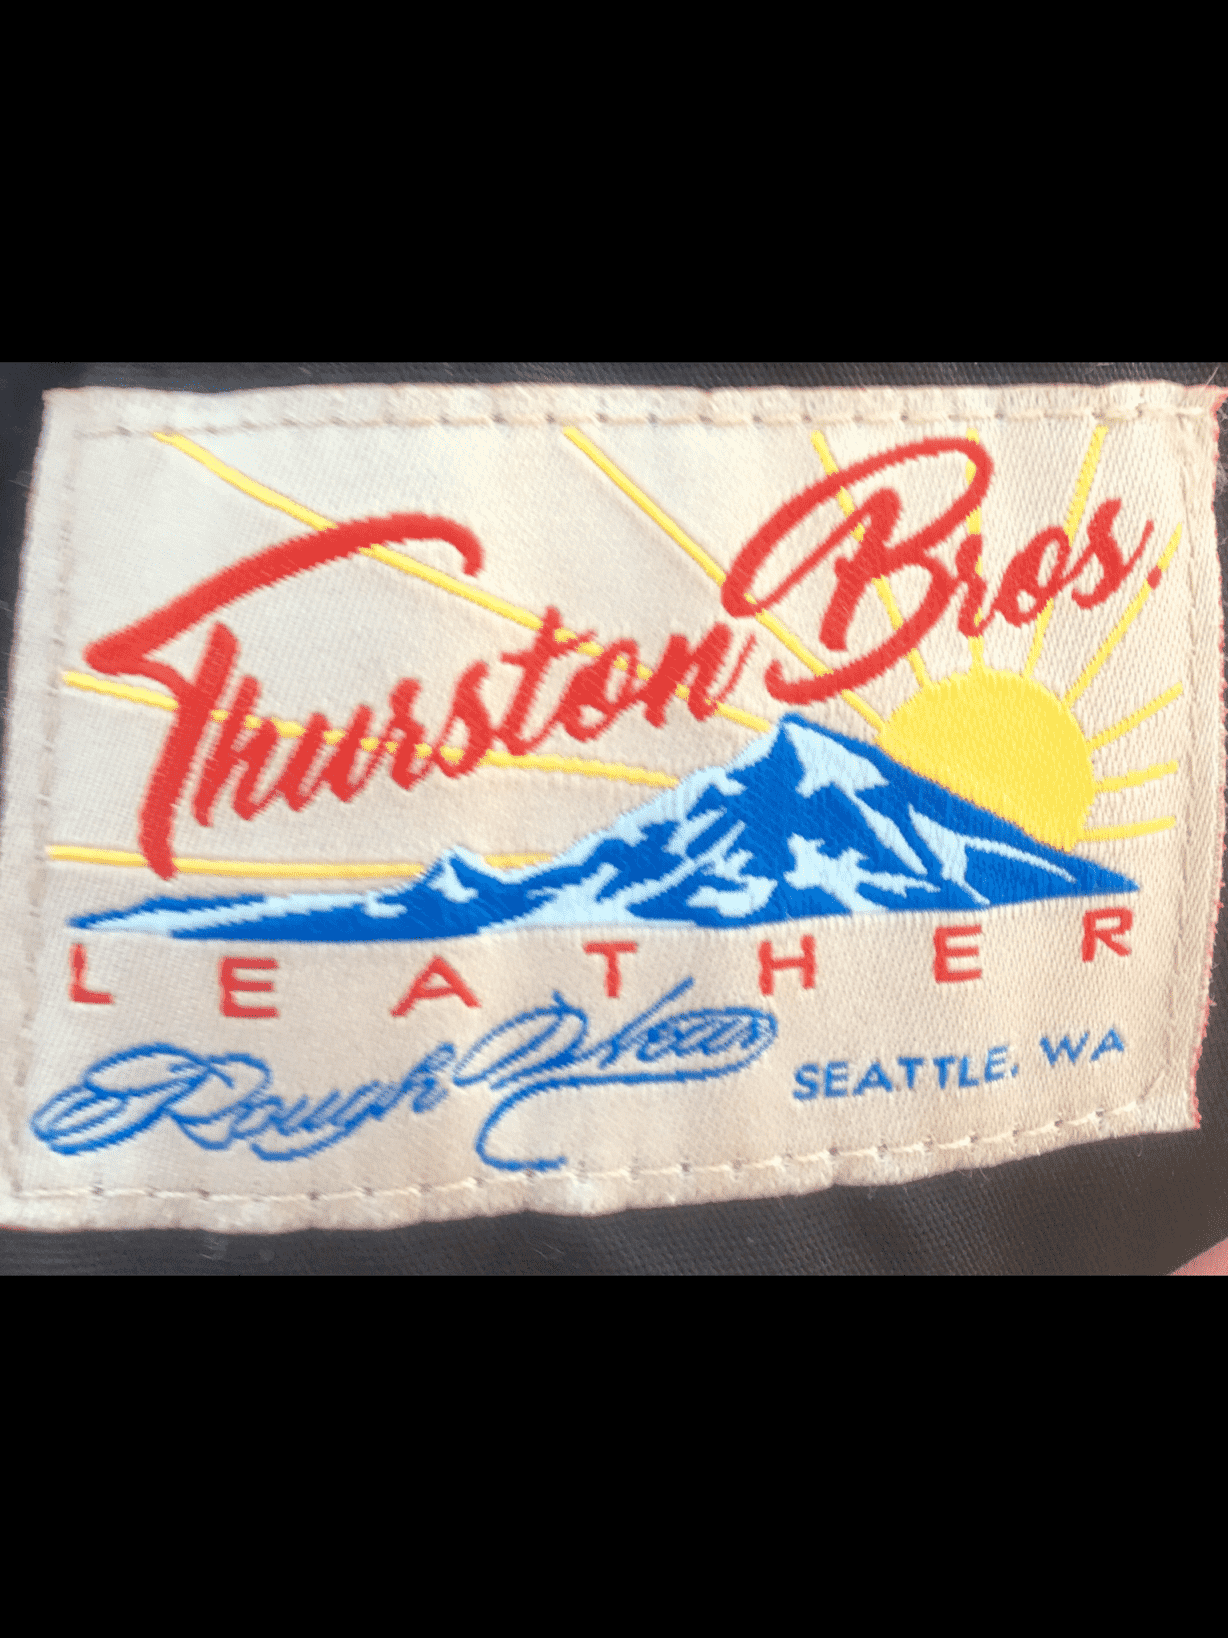 Thurston Bros.
LEATHER
Rough Wear
SEATTLE, WA